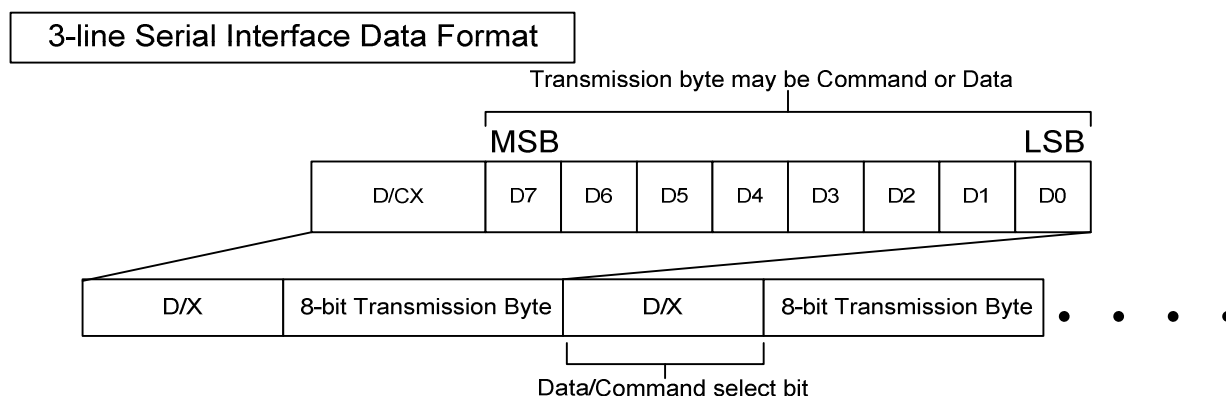 3-line Serial Interface Data Format
Transmission byte may be Command or Data
MSB LSB
D/CX D7 D6 D5 D4 D3 D2 D1 D0
D/X 8-bit Transmission Byte D/X 8-bit Transmission Byte
Data/Command select bit